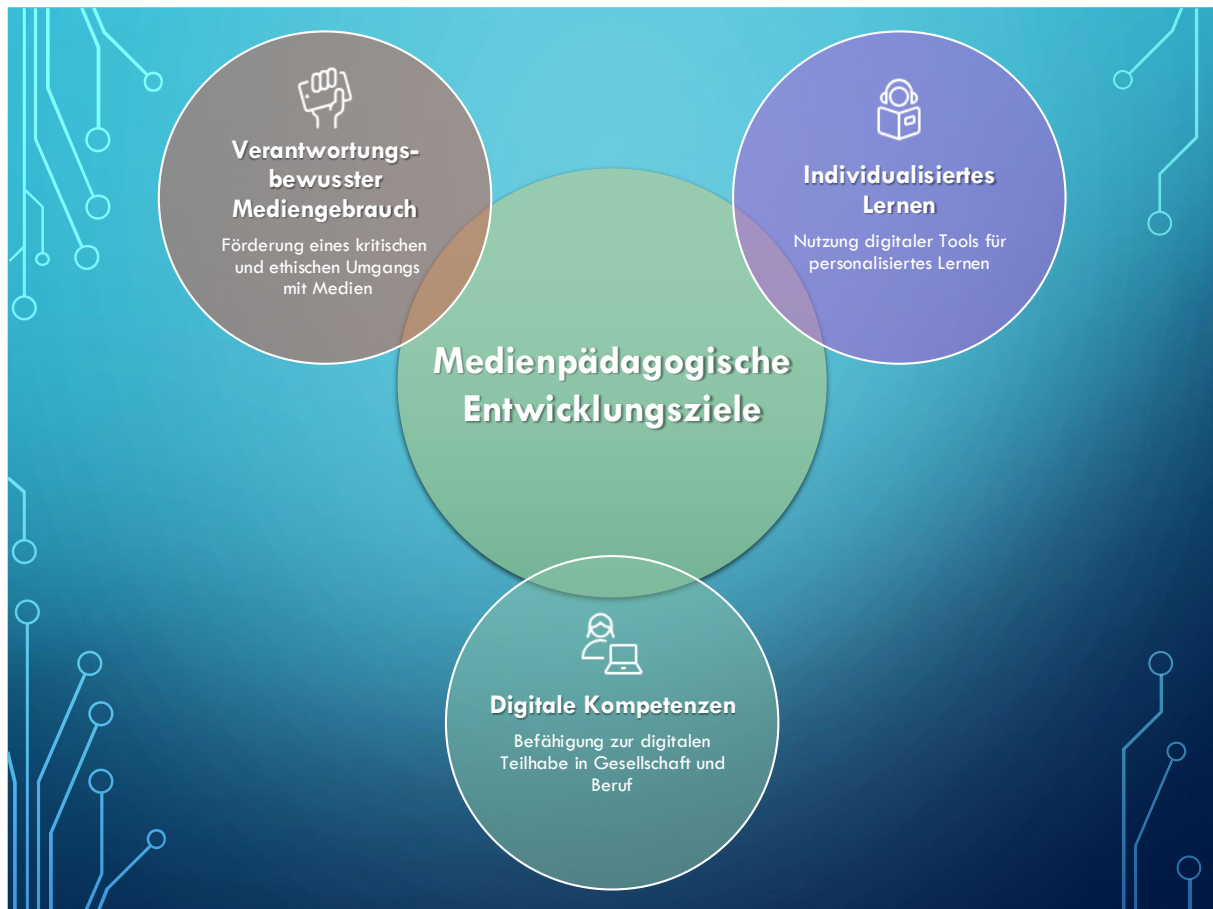 Verantwortungs-
bewusster
Mediengebrauch
Förderung eines kritischen
und ethischen Umgangs
mit Medien
Individualisiertes
Lernen
Nutzung digitaler Tools für
personalisiertes Lernen
Medienpädagogische
Entwicklungsziele
Digitale Kompetenzen
Befähigung zur digitalen
Teilhabe in Gesellschaft und
Beruf